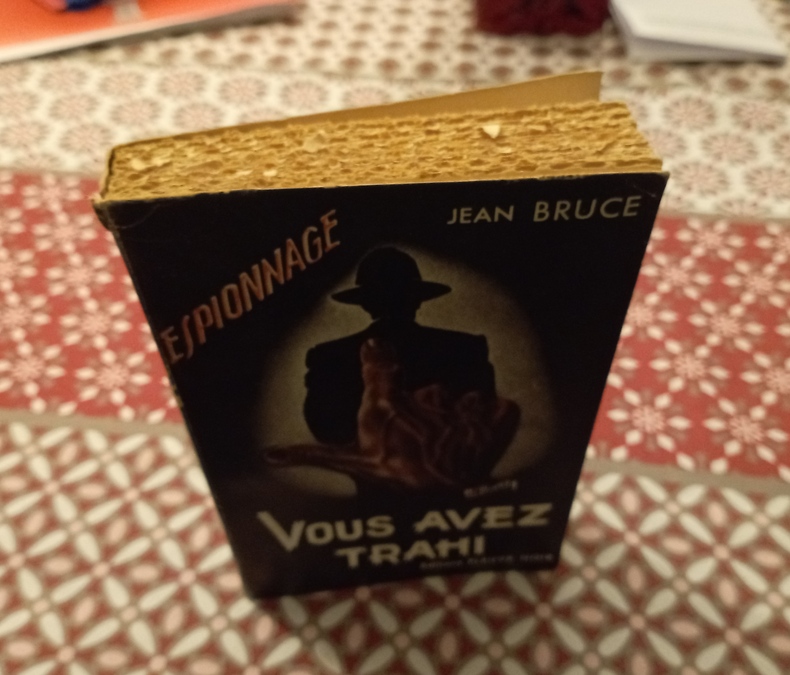 JEAN BRUCE
ESPIONNAGE
VOUS AVEZ
TRAHI